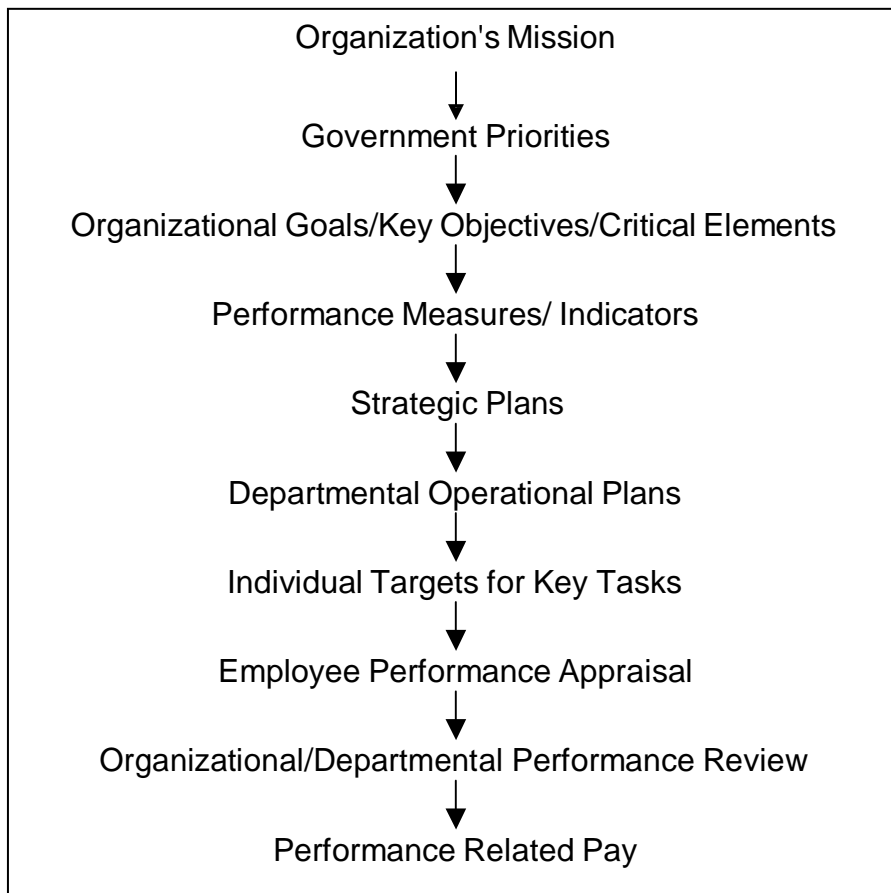 Organization's Mission
Government Priorities
Organizational Goals/Key Objectives/Critical Elements
Performance Measures/ Indicators
Strategic Plans
Departmental Operational Plans
Individual Targets for Key Tasks
Employee Performance Appraisal
Organizational/Departmental Performance Review
Performance Related Pay